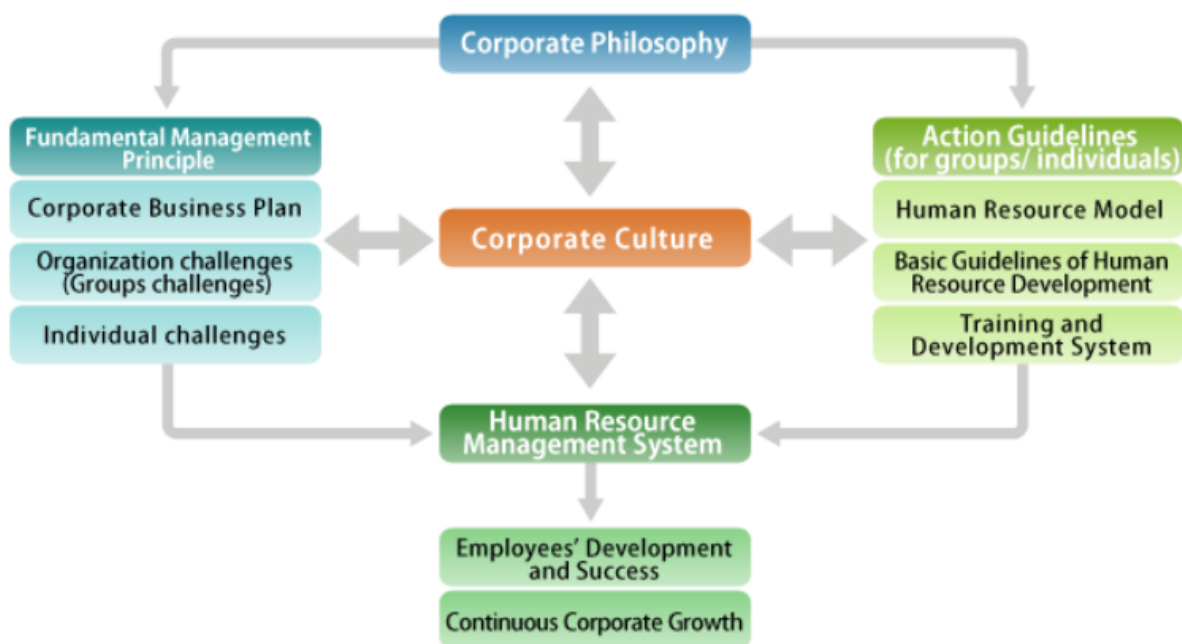 Corporate Philosophy
Fundamental Management
Principle
Corporate Business Plan
Organization challenges
(Groups challenges)
Individual challenges
Corporate Culture
Action Guidelines
(for groups/ individuals)
Human Resource Model
Basic Guidelines of Human
Resource Development
Training and
Development System
Human Resource
Management System
Employees’ Development
and Success
Continuous Corporate Growth